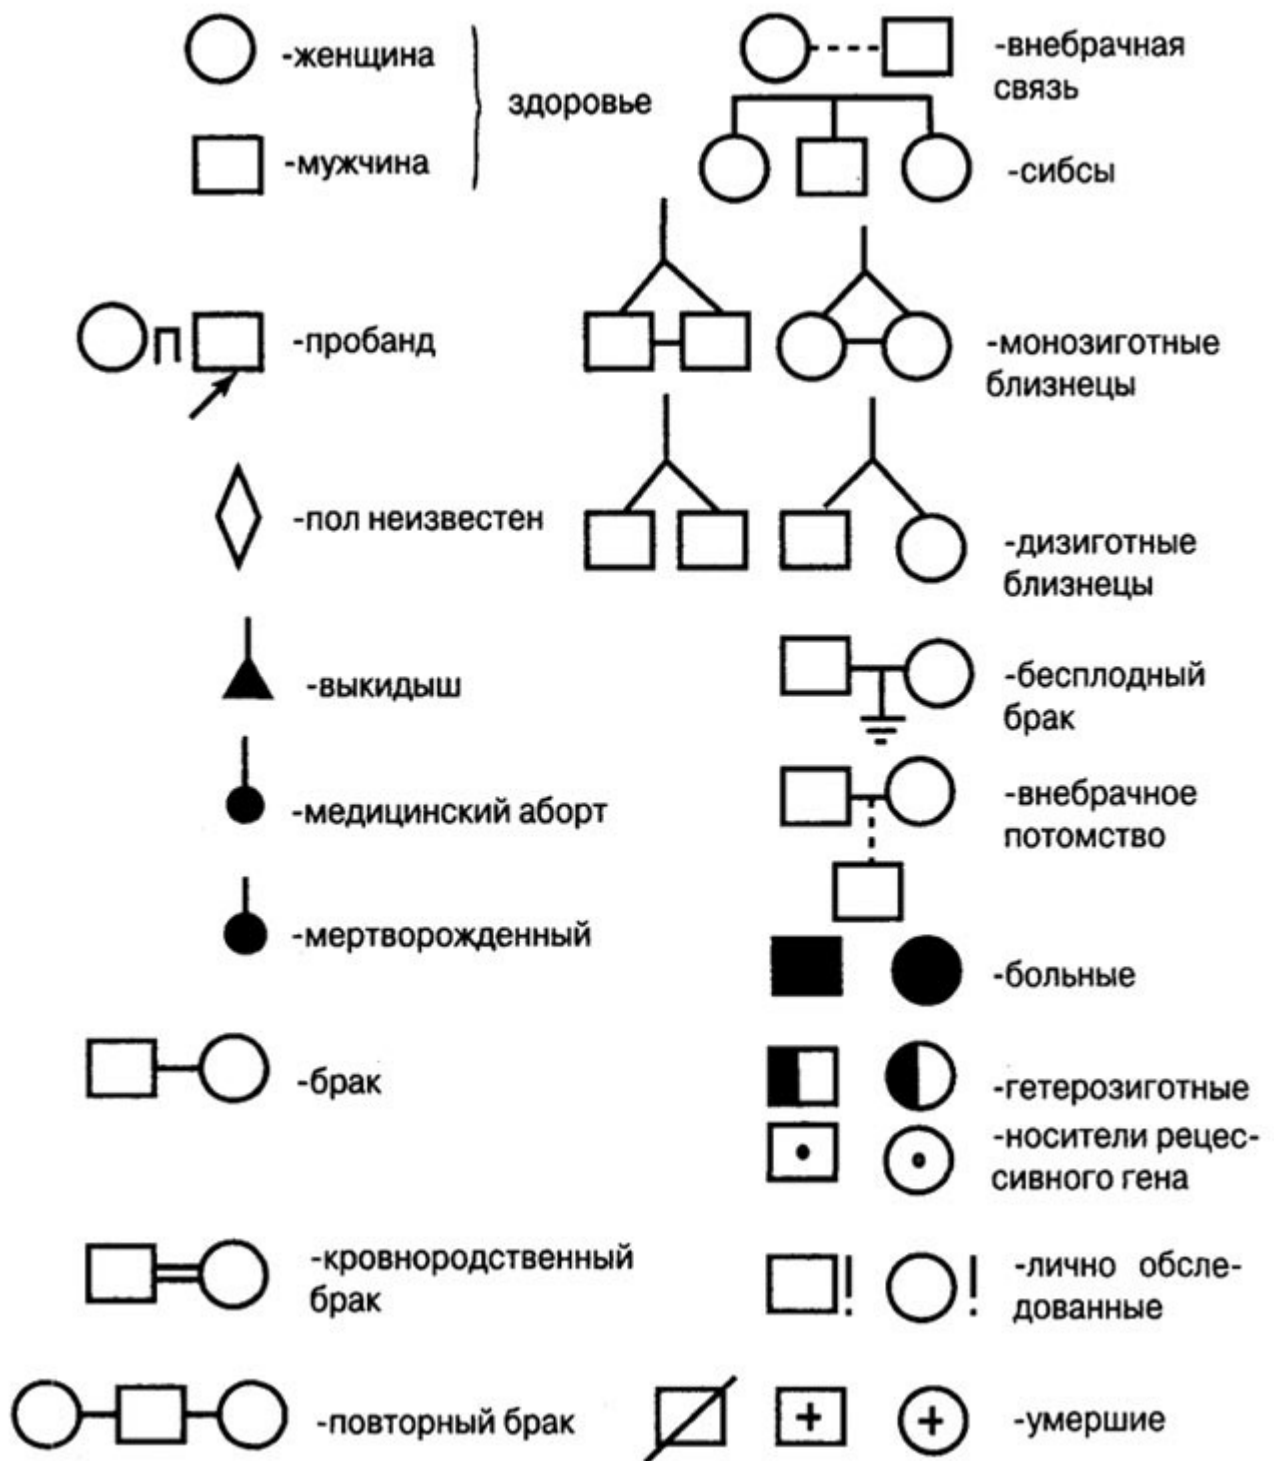 -женщина
-мужчина
здоровье
П
-пробанд
-пол неизвестен
-выкидыш
-медицинский аборт
-мертворожденный
-брак
-кровнородственный
брак
-повторный брак
-внебрачная
связь
-сибсы
-монозиготные
близнецы
-дизиготные
близнецы
-бесплодный
брак
-внебрачное
потомство
-больные
-гетерозиготные
-носители рецес-
сивного гена
! ! -лично обсле-
дованные
-умершие